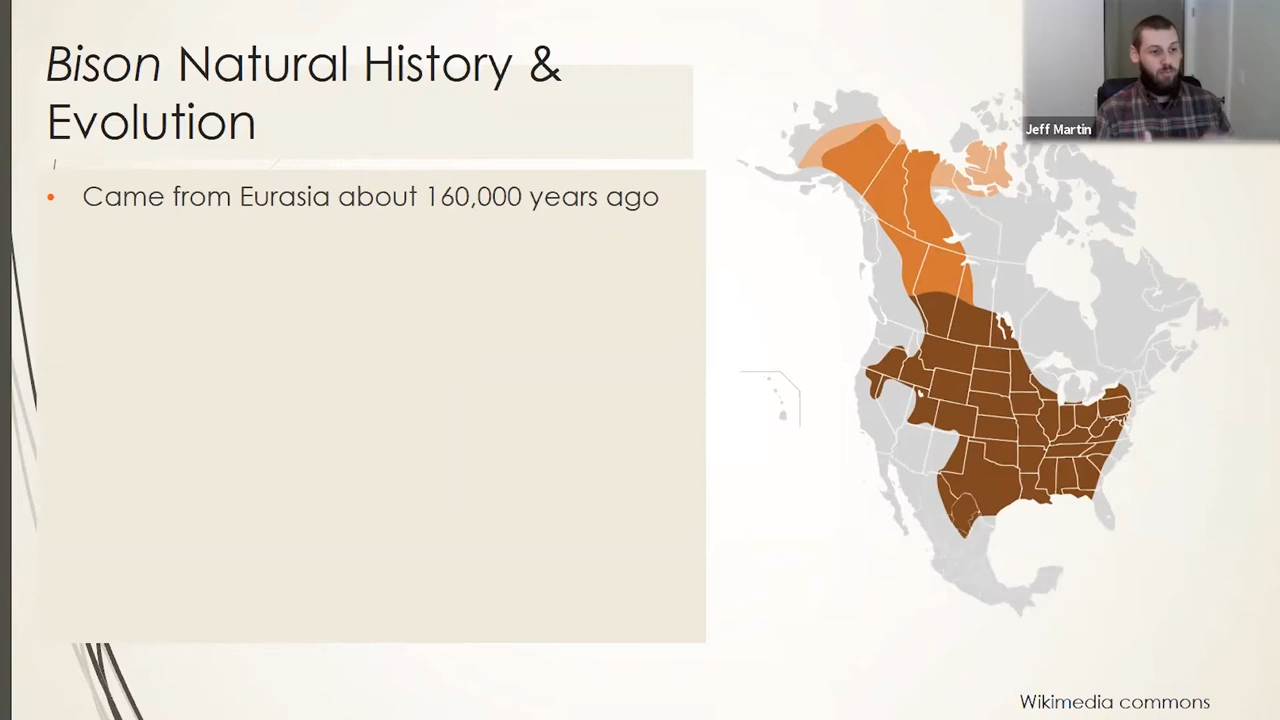 Bison Natural History &
Evolution
• Came from Eurasia about 160,000 years ago
Jeff Martin
Wikimedia commons